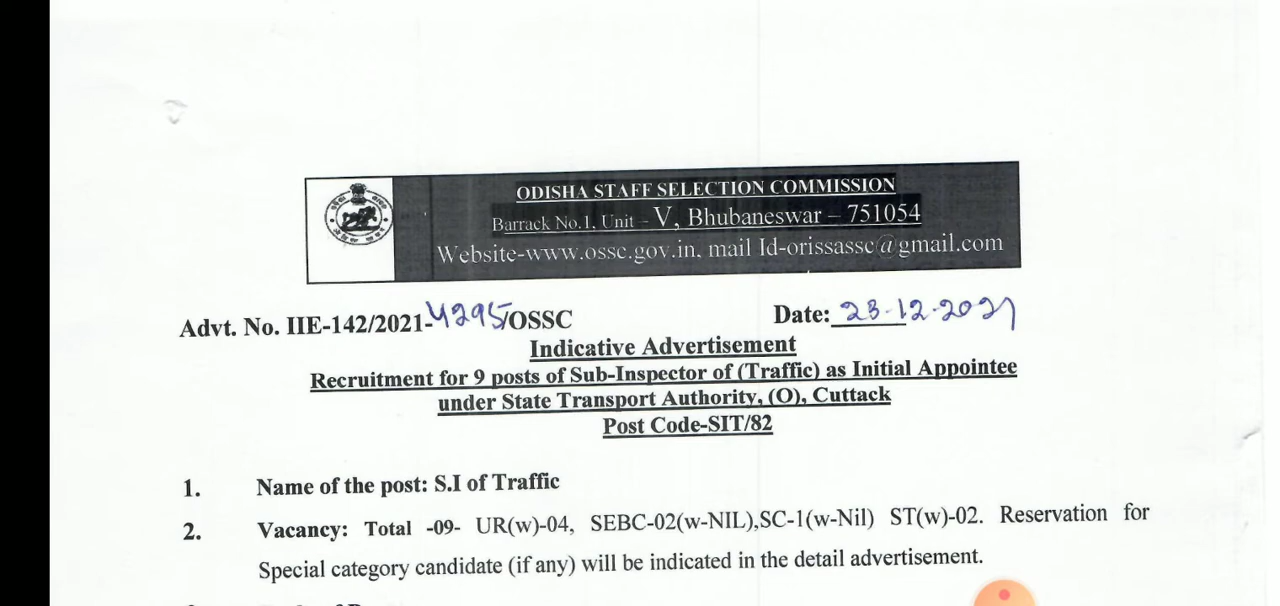 ODISHA STAFF SELECTION COMMISSION
Barrack No.1, Unit – V, Bhubaneswar – 751054
Website-www.ossc.gov.in, mail Id-orissassc@gmail.com
Advt. No. IIE-142/2021-4295/OSSC Date: 23-12-2021
Indicative Advertisement
Recruitment for 9 posts of Sub-Inspector of (Traffic) as Initial Appointee
under State Transport Authority, (O), Cuttack
Post Code-SIT/82
1. Name of the post: S.I of Traffic
2. Vacancy: Total -09- UR(w)-04, SEBC-02(w-NIL),SC-1(w-Nil) ST(w)-02. Reservation for
Special category candidate (if any) will be indicated in the detail advertisement.